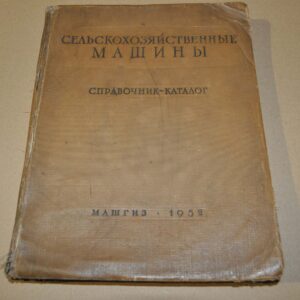 СЕЛЬСКОХОЗЯЙСТВЕННЫЕ
МАШИНЫ
СПРАВОЧНИК-КАТАЛОГ
МАШГИЗ · 1952